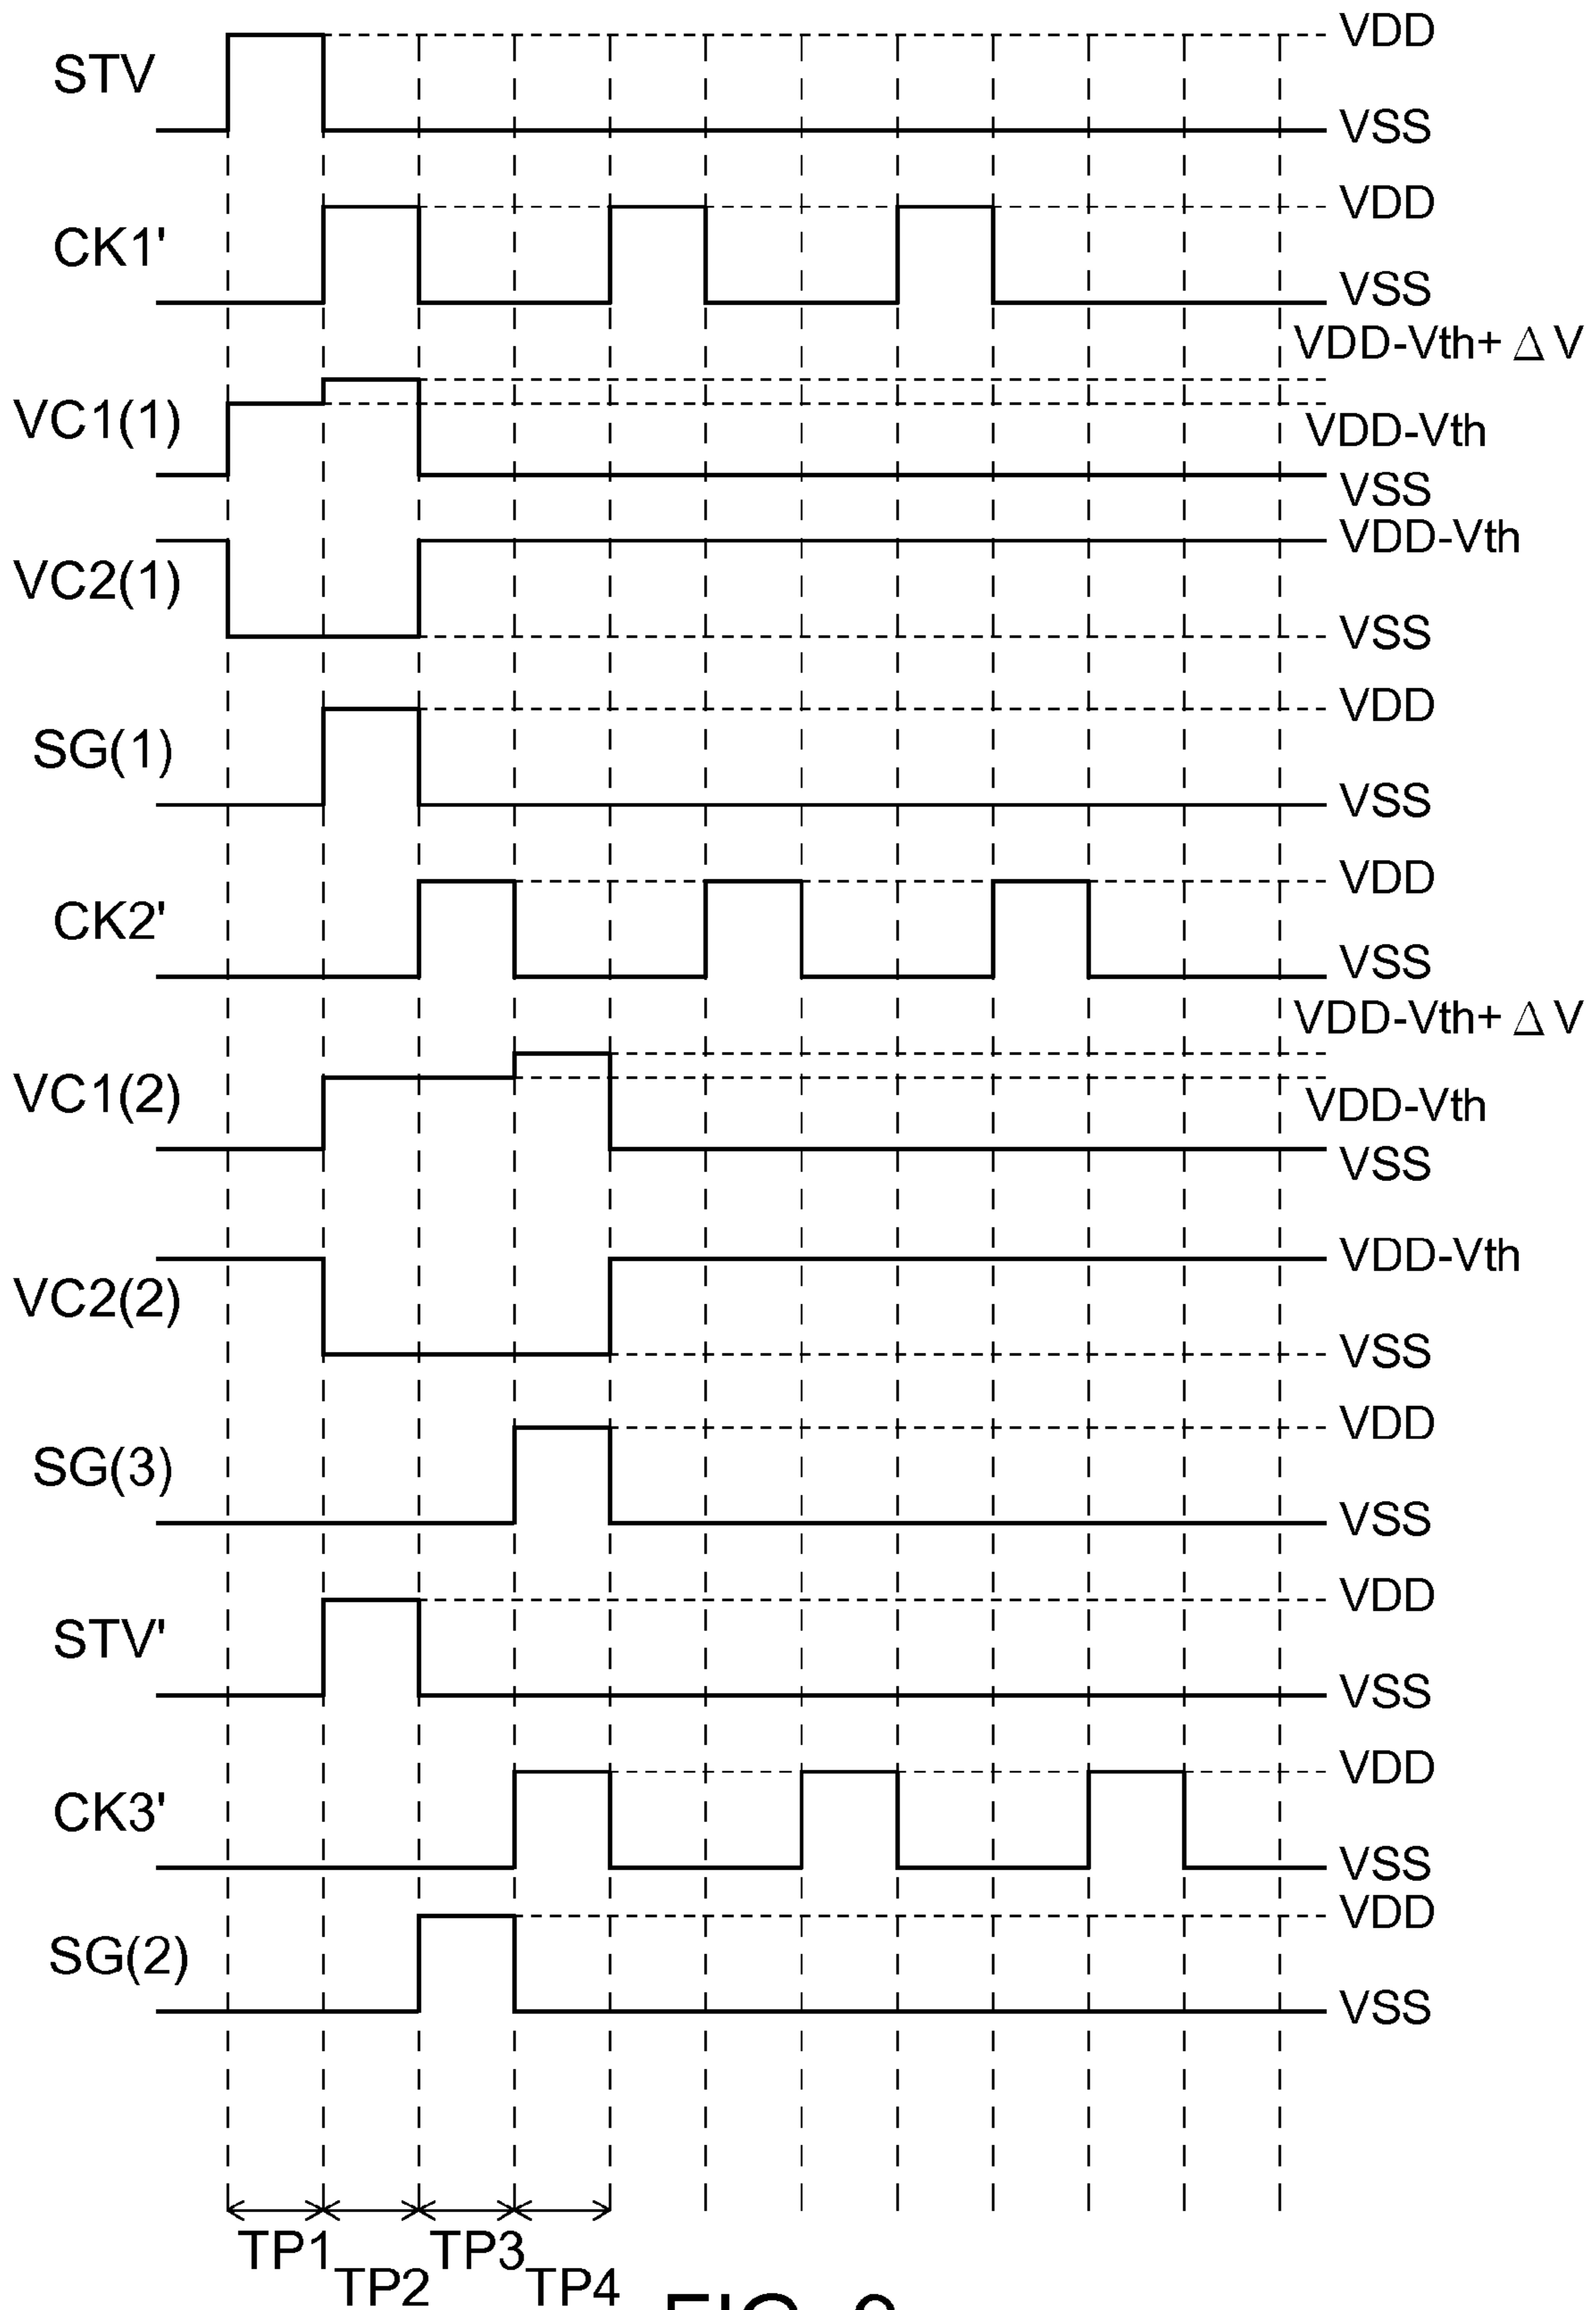 STV
VDD
VSS
CK1'
VDD
VSS
VC1(1)
VDD-Vth+ΔV
VDD-Vth
VSS
VC2(1)
VDD-Vth
VSS
SG(1)
VDD
VSS
CK2'
VDD
VSS
VC1(2)
VDD-Vth+ΔV
VDD-Vth
VSS
VC2(2)
VDD-Vth
VSS
SG(3)
VDD
VSS
STV'
VDD
VSS
CK3'
VDD
VSS
SG(2)
VDD
VSS
TP1
TP2
TP3
TP4
FIG.